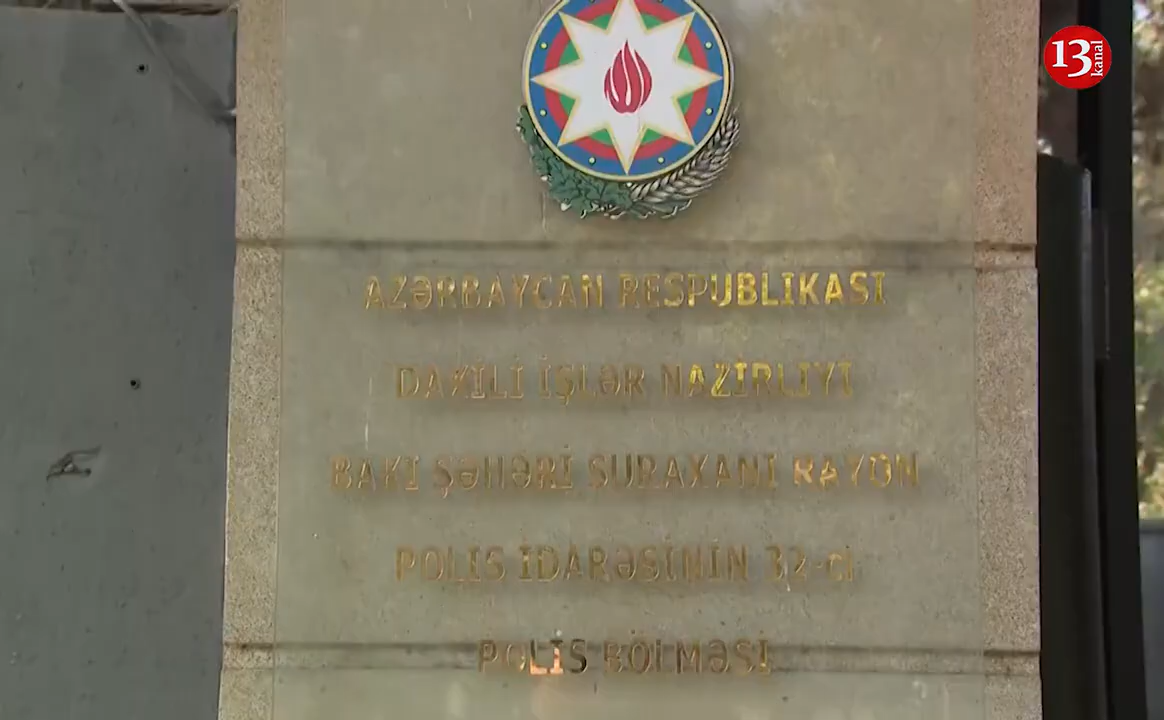 13
kanal
AZƏRBAYCAN RESPUBLİKASI
DAXİLİ İŞLƏR NAZİRLİYİ
BAKI ŞƏHƏRİ SURAXANI RAYON
POLİS İDARƏSİNİN 32-ci
POLİS BÖLMƏSİ